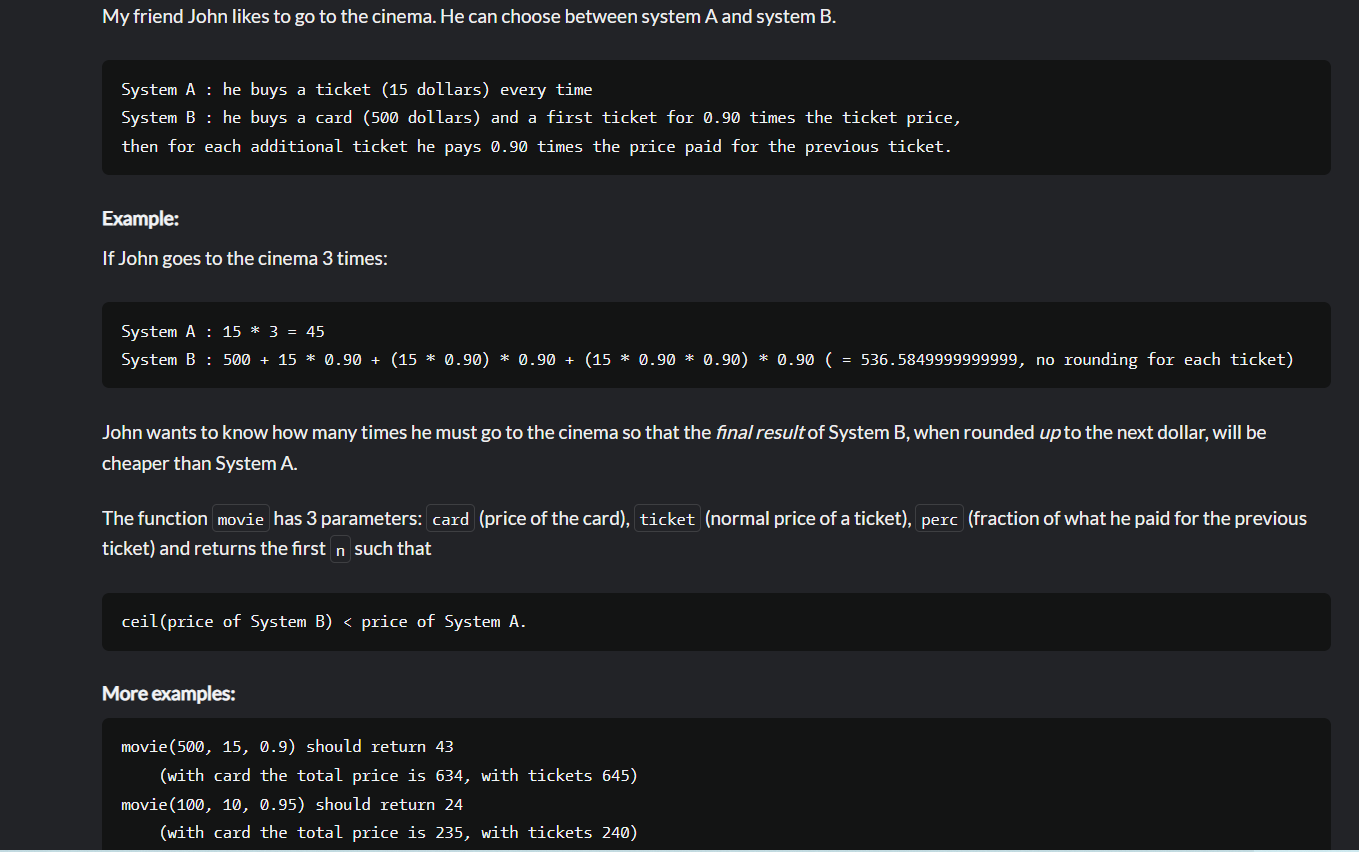 My friend John likes to go to the cinema. He can choose between system A and system B.
System A : he buys a ticket (15 dollars) every time
System B : he buys a card (500 dollars) and a first ticket for 0.90 times the ticket price,
then for each additional ticket he pays 0.90 times the price paid for the previous ticket.
Example:
If John goes to the cinema 3 times:
System A : 15 * 3 = 45
System B : 500 + 15 * 0.90 + (15 * 0.90) * 0.90 + (15 * 0.90 * 0.90) * 0.90 ( = 536.5849999999999, no rounding for each ticket)
John wants to know how many times he must go to the cinema so that the final result of System B, when rounded up to the next dollar, will be
cheaper than System A.
The function movie has 3 parameters: card (price of the card), ticket (normal price of a ticket), perc (fraction of what he paid for the previous
ticket) and returns the first n such that
ceil(price of System B) < price of System A.
More examples:
movie(500, 15, 0.9) should return 43
(with card the total price is 634, with tickets 645)
movie(100, 10, 0.95) should return 24
(with card the total price is 235, with tickets 240)